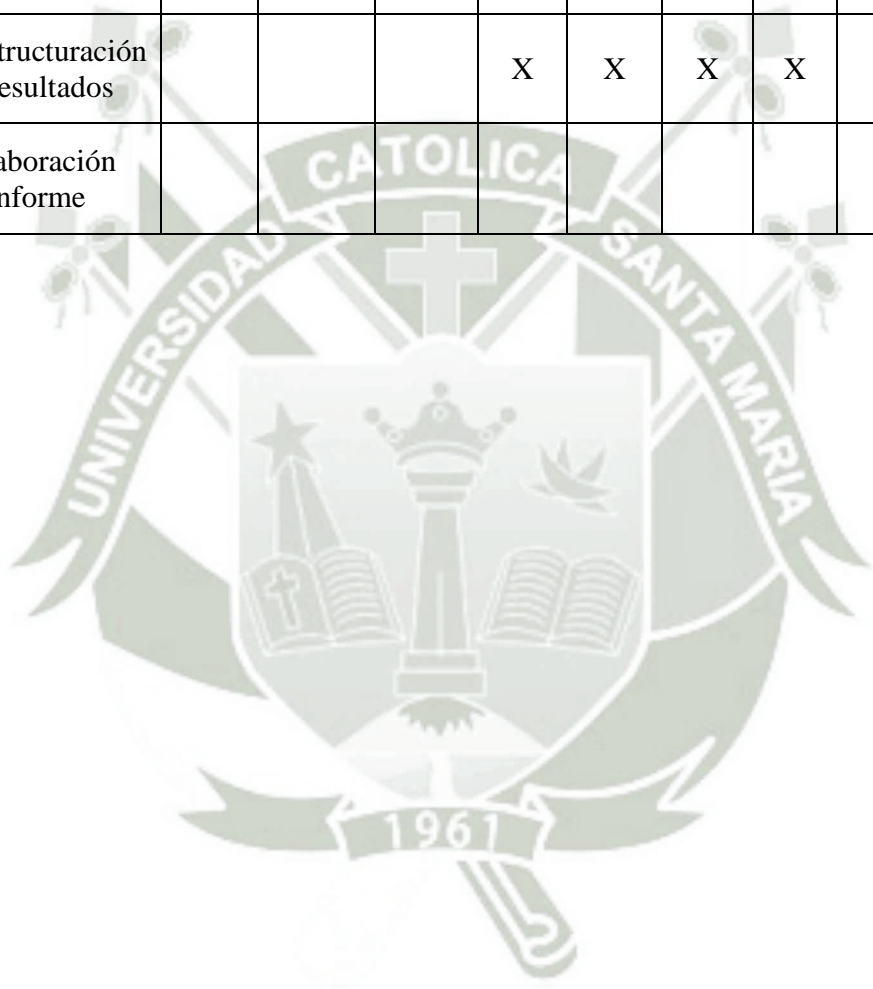 tructuración
esultados
X X X X
aboración
nforme
UNIVERSIDAD CATOLICA SANTA MARIA
1961